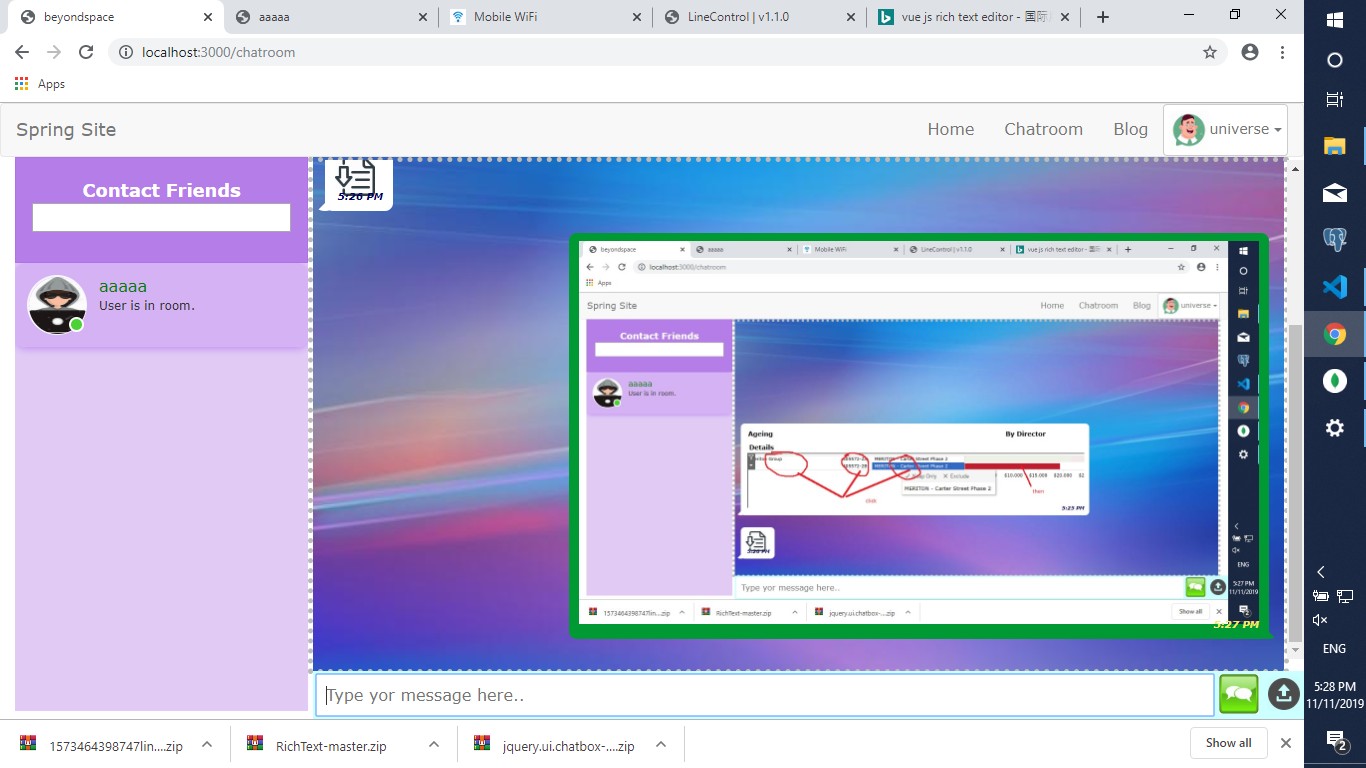 beyondspace
aaaaa
Mobile WiFi
LineControl | v1.1.0
vue js rich text editor - 国际
localhost:3000/chatroom
Apps
Spring Site
Home
Chatroom
Blog
universe
Contact Friends
aaaaa
User is in room.
5:26 PM
beyondspace
aaaaa
Mobile WiFi
LineControl | v1.1.0
vue js rich text editor - 国际
localhost:3000/chatroom
Apps
Spring Site
Home
Chatroom
Blog
universe
Contact Friends
aaaaa
User is in room.
Ageing
By Director
Details
Group
MERITON - Carter Street Phase 2
MERITON - Carter Street Phase 2
Keep Only
Exclude
$10.000
$15.000
$20.000
$2
MERITON - Carter Street Phase 2
click
then
5:25 PM
5:26 PM
Type yor message here..
1573464398747lin....zip
RichText-master.zip
jquery.ui.chatbox-....zip
Show all
ENG
5:27 PM
11/11/2019
5:27 PM
Type yor message here..
1573464398747lin....zip
RichText-master.zip
jquery.ui.chatbox-....zip
Show all
ENG
5:28 PM
11/11/2019
2